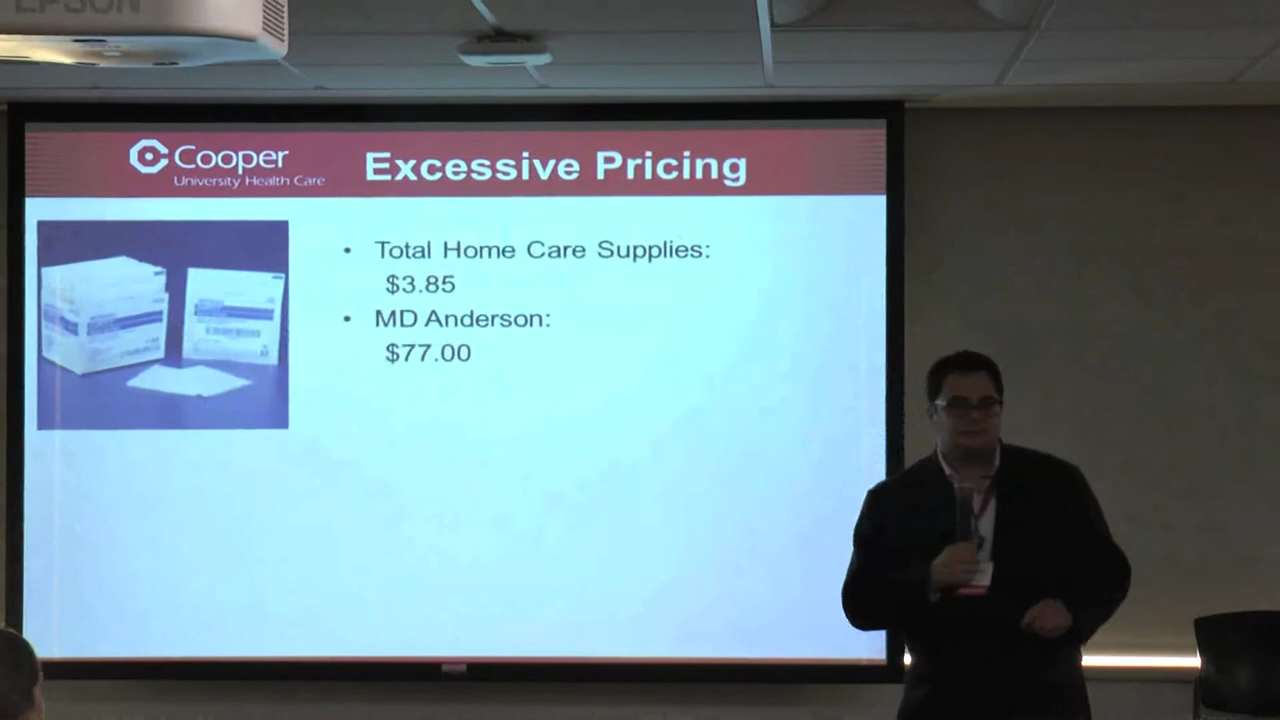 EPSON
Cooper
University Health Care
Excessive Pricing
• Total Home Care Supplies:
$3.85
• MD Anderson:
$77.00